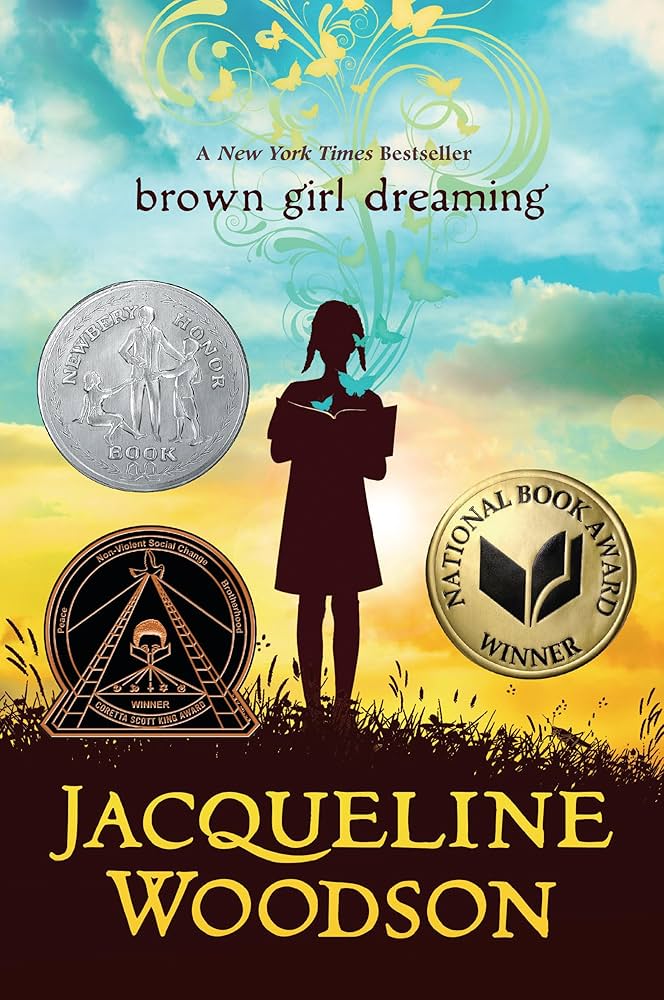 A New York Times Bestseller
brown girl dreaming
NEWBERY HONOR
BOOK
NATIONAL BOOK AWARD
WINNER
Peace
Non-Violent Social Change
Brotherhood
WINNER
CORETTA SCOTT KING AWARD
JACQUELINE
WOODSON